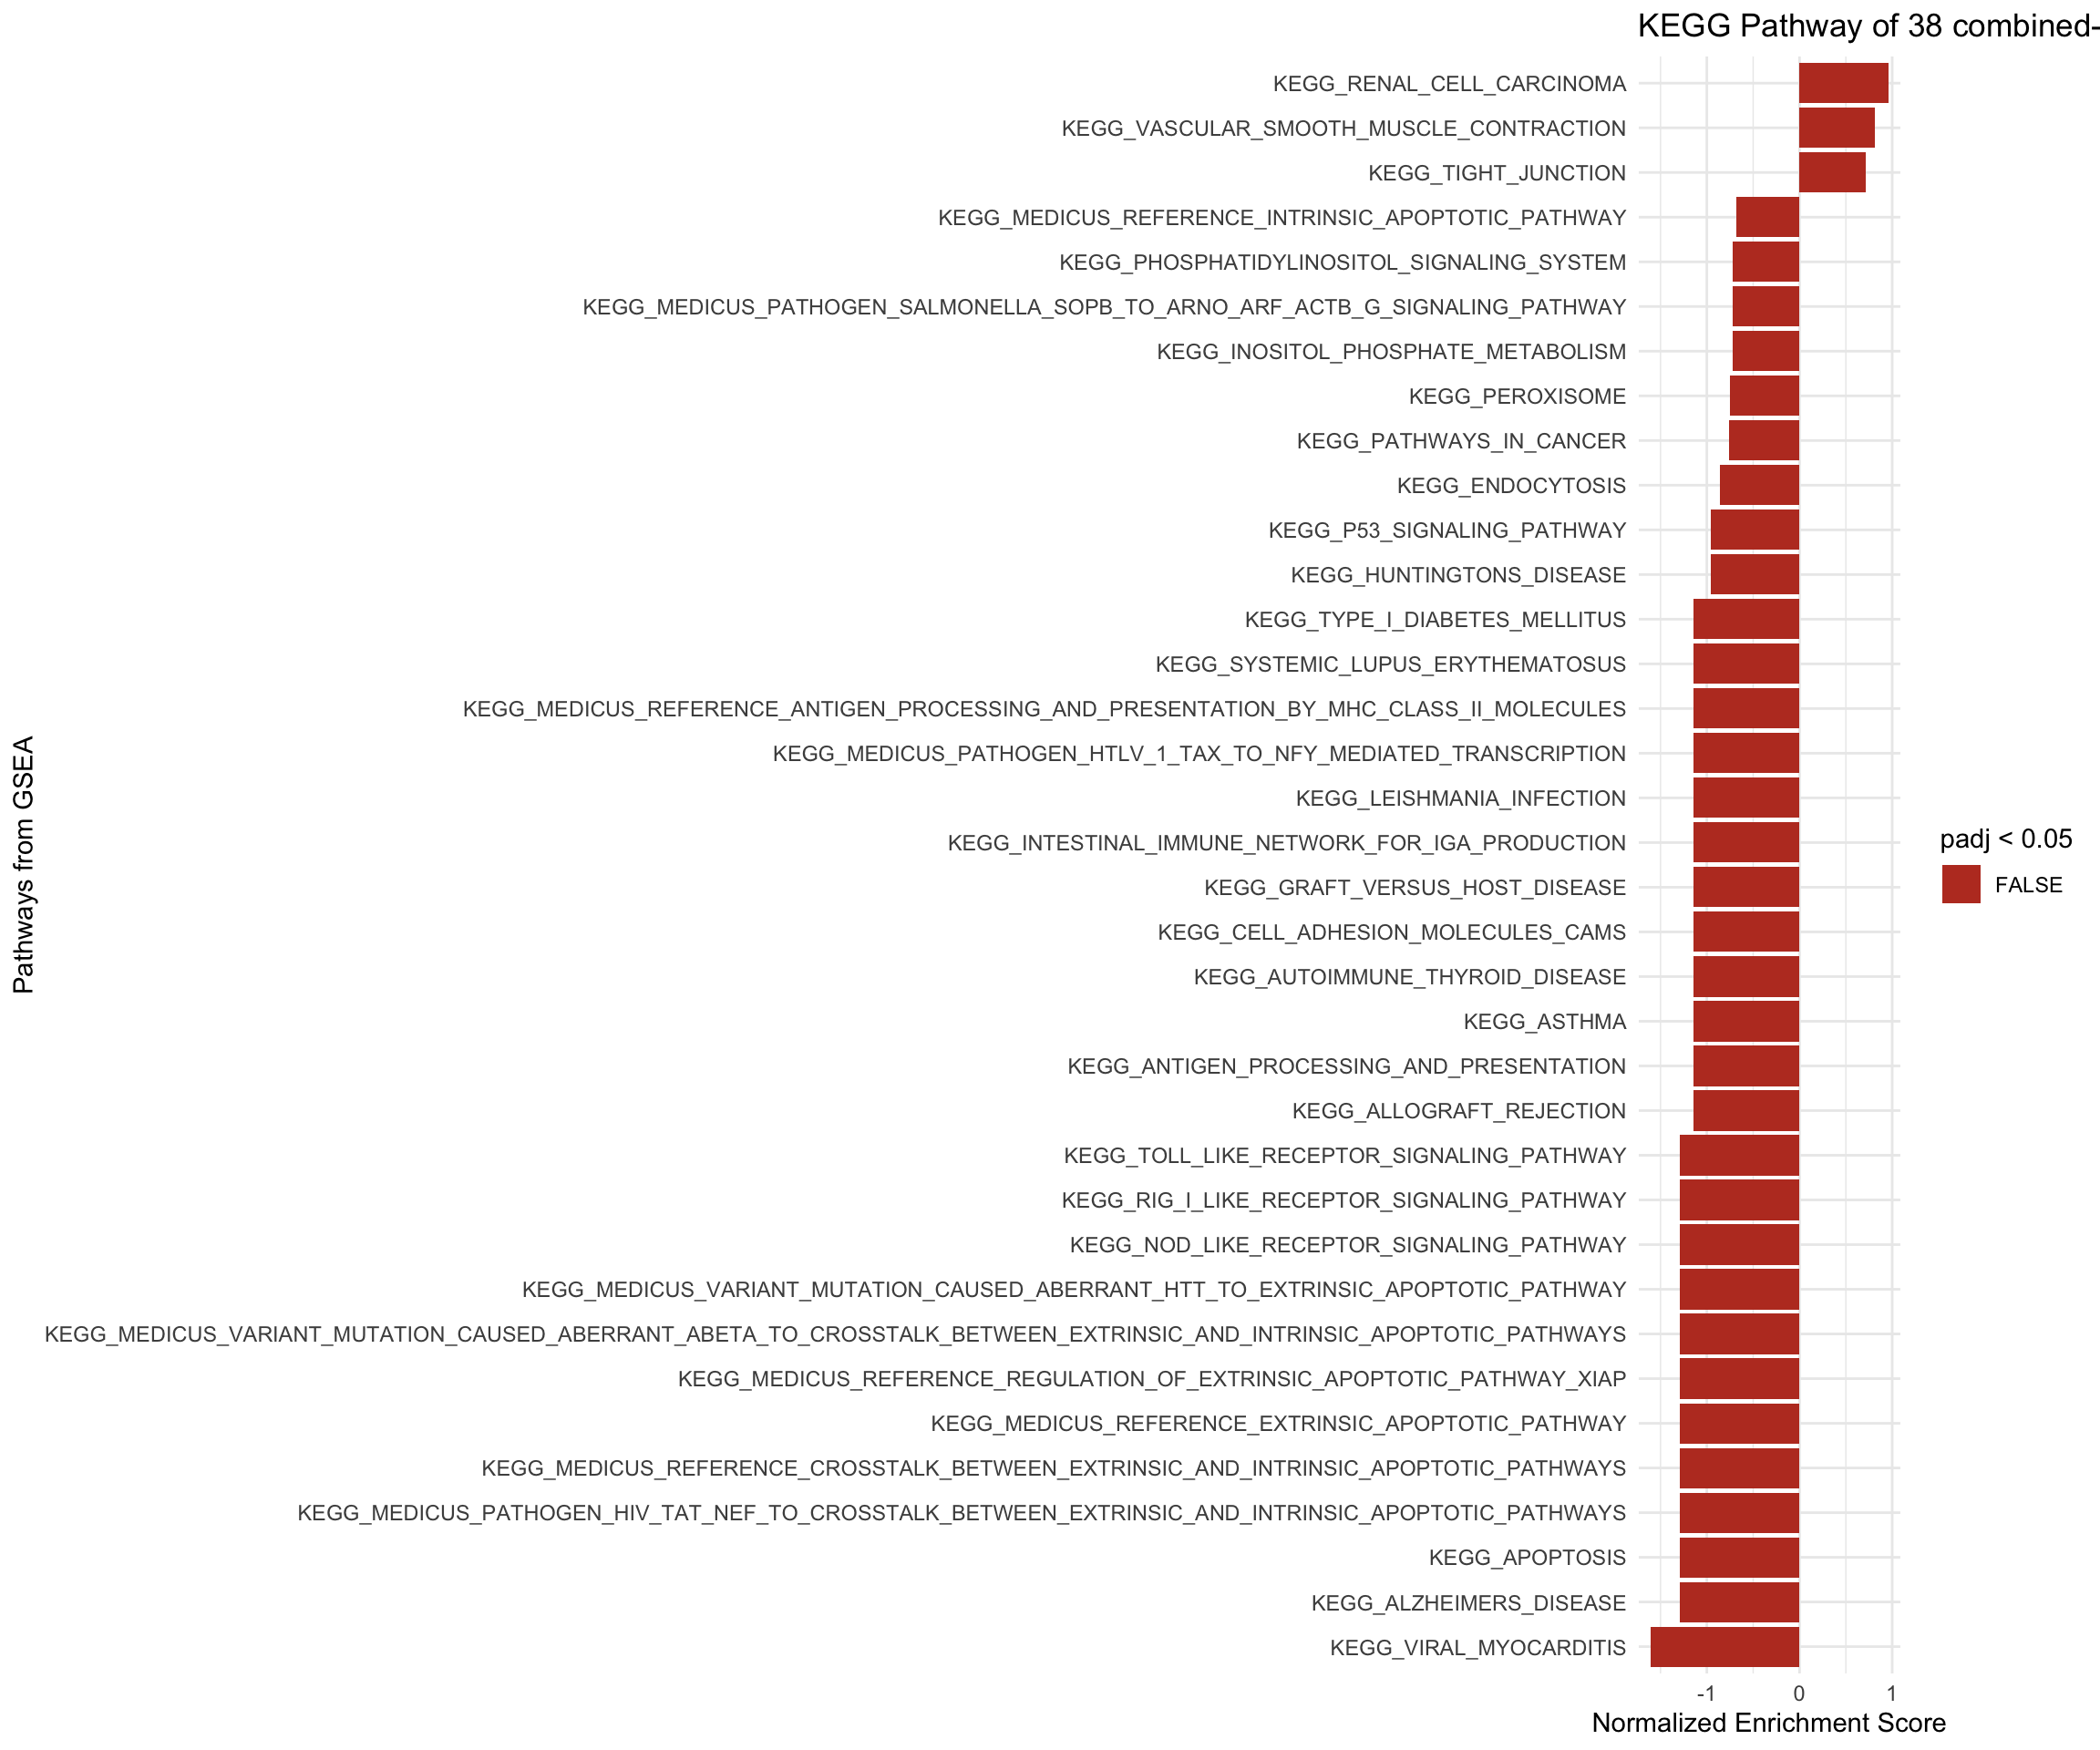 KEGG Pathway of 38 combined-
KEGG_RENAL_CELL_CARCINOMA
KEGG_VASCULAR_SMOOTH_MUSCLE_CONTRACTION
KEGG_TIGHT_JUNCTION
KEGG_MEDICUS_REFERENCE_INTRINSIC_APOPTOTIC_PATHWAY
KEGG_PHOSPHATIDYLINOSITOL_SIGNALING_SYSTEM
KEGG_MEDICUS_PATHOGEN_SALMONELLA_SOPB_TO_ARNO_ARF_ACTB_G_SIGNALING_PATHWAY
KEGG_INOSITOL_PHOSPHATE_METABOLISM
KEGG_PEROXISOME
KEGG_PATHWAYS_IN_CANCER
KEGG_ENDOCYTOSIS
KEGG_P53_SIGNALING_PATHWAY
KEGG_HUNTINGTONS_DISEASE
KEGG_TYPE_I_DIABETES_MELLITUS
KEGG_SYSTEMIC_LUPUS_ERYTHEMATOSUS
KEGG_MEDICUS_REFERENCE_ANTIGEN_PROCESSING_AND_PRESENTATION_BY_MHC_CLASS_II_MOLECULES
KEGG_MEDICUS_PATHOGEN_HTLV_1_TAX_TO_NFY_MEDIATED_TRANSCRIPTION
KEGG_LEISHMANIA_INFECTION
KEGG_INTESTINAL_IMMUNE_NETWORK_FOR_IGA_PRODUCTION
KEGG_GRAFT_VERSUS_HOST_DISEASE
KEGG_CELL_ADHESION_MOLECULES_CAMS
KEGG_AUTOIMMUNE_THYROID_DISEASE
KEGG_ASTHMA
KEGG_ANTIGEN_PROCESSING_AND_PRESENTATION
KEGG_ALLOGRAFT_REJECTION
KEGG_TOLL_LIKE_RECEPTOR_SIGNALING_PATHWAY
KEGG_RIG_I_LIKE_RECEPTOR_SIGNALING_PATHWAY
KEGG_NOD_LIKE_RECEPTOR_SIGNALING_PATHWAY
KEGG_MEDICUS_VARIANT_MUTATION_CAUSED_ABERRANT_HTT_TO_EXTRINSIC_APOPTOTIC_PATHWAY
KEGG_MEDICUS_VARIANT_MUTATION_CAUSED_ABERRANT_ABETA_TO_CROSSTALK_BETWEEN_EXTRINSIC_AND_INTRINSIC_APOPTOTIC_PATHWAYS
KEGG_MEDICUS_REFERENCE_REGULATION_OF_EXTRINSIC_APOPTOTIC_PATHWAY_XIAP
KEGG_MEDICUS_REFERENCE_EXTRINSIC_APOPTOTIC_PATHWAY
KEGG_MEDICUS_REFERENCE_CROSSTALK_BETWEEN_EXTRINSIC_AND_INTRINSIC_APOPTOTIC_PATHWAYS
KEGG_MEDICUS_PATHOGEN_HIV_TAT_NEF_TO_CROSSTALK_BETWEEN_EXTRINSIC_AND_INTRINSIC_APOPTOTIC_PATHWAYS
KEGG_APOPTOSIS
KEGG_ALZHEIMERS_DISEASE
KEGG_VIRAL_MYOCARDITIS
Pathways from GSEA
-1 0 1
Normalized Enrichment Score
padj < 0.05
FALSE